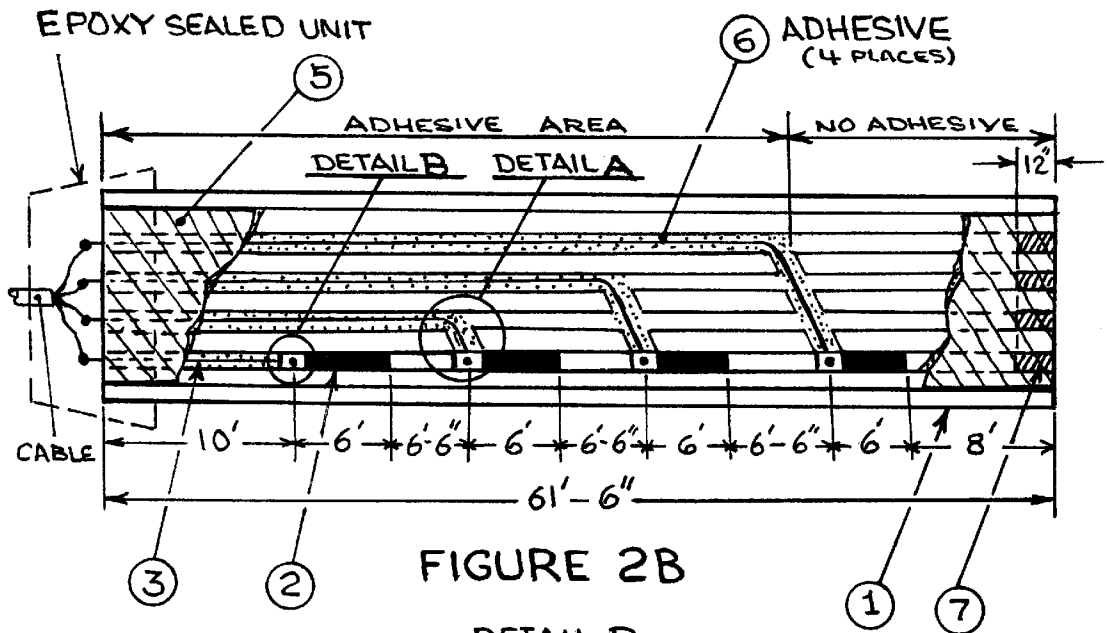 EPOXY SEALED UNIT
5
6 ADHESIVE
(4 PLACES)
ADHESIVE AREA
NO ADHESIVE
DETAIL B
DETAIL A
12"
CABLE
10' 6' 6'-6" 6' 6'-6" 6' 6'-6" 6' 8'
61'-6"
3
2
FIGURE 2B
1
7
DETAIL B